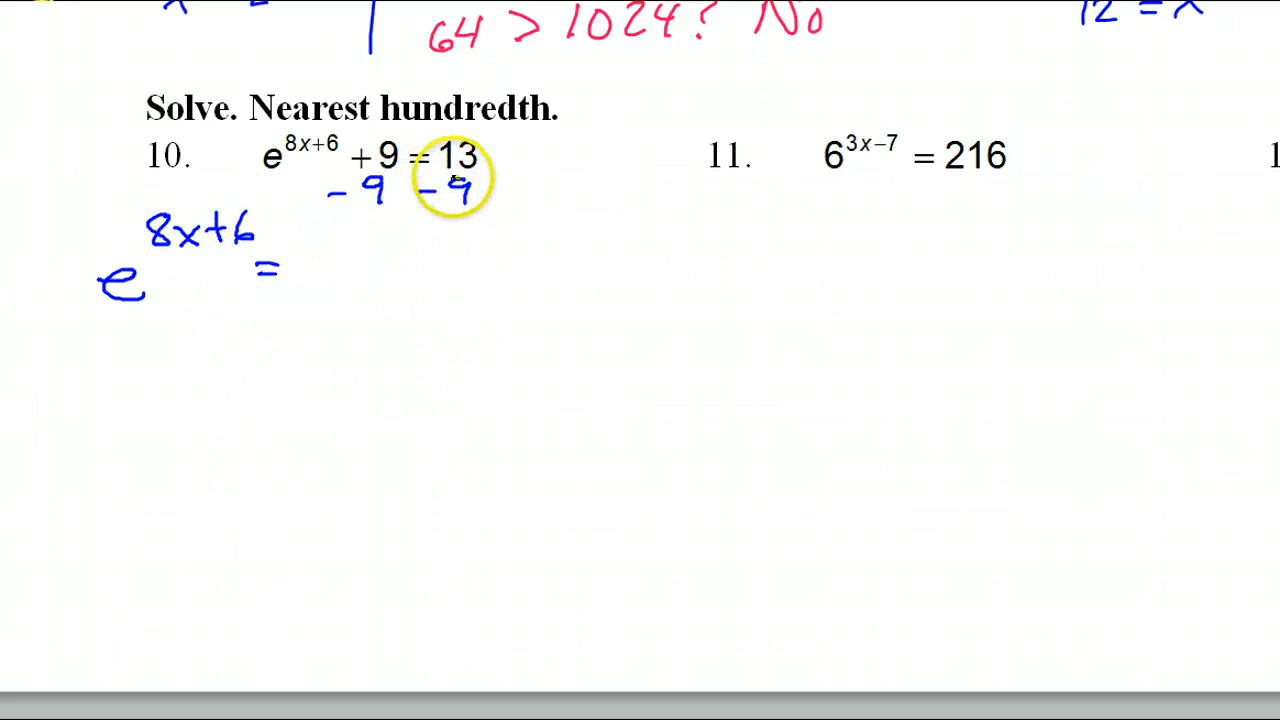 64 > 1024? No
12 = x
Solve. Nearest hundredth.
10. e^{8x+6} + 9 = 13
- 9 - 9
e^{8x+6} =
11. 6^{3x-7} = 216